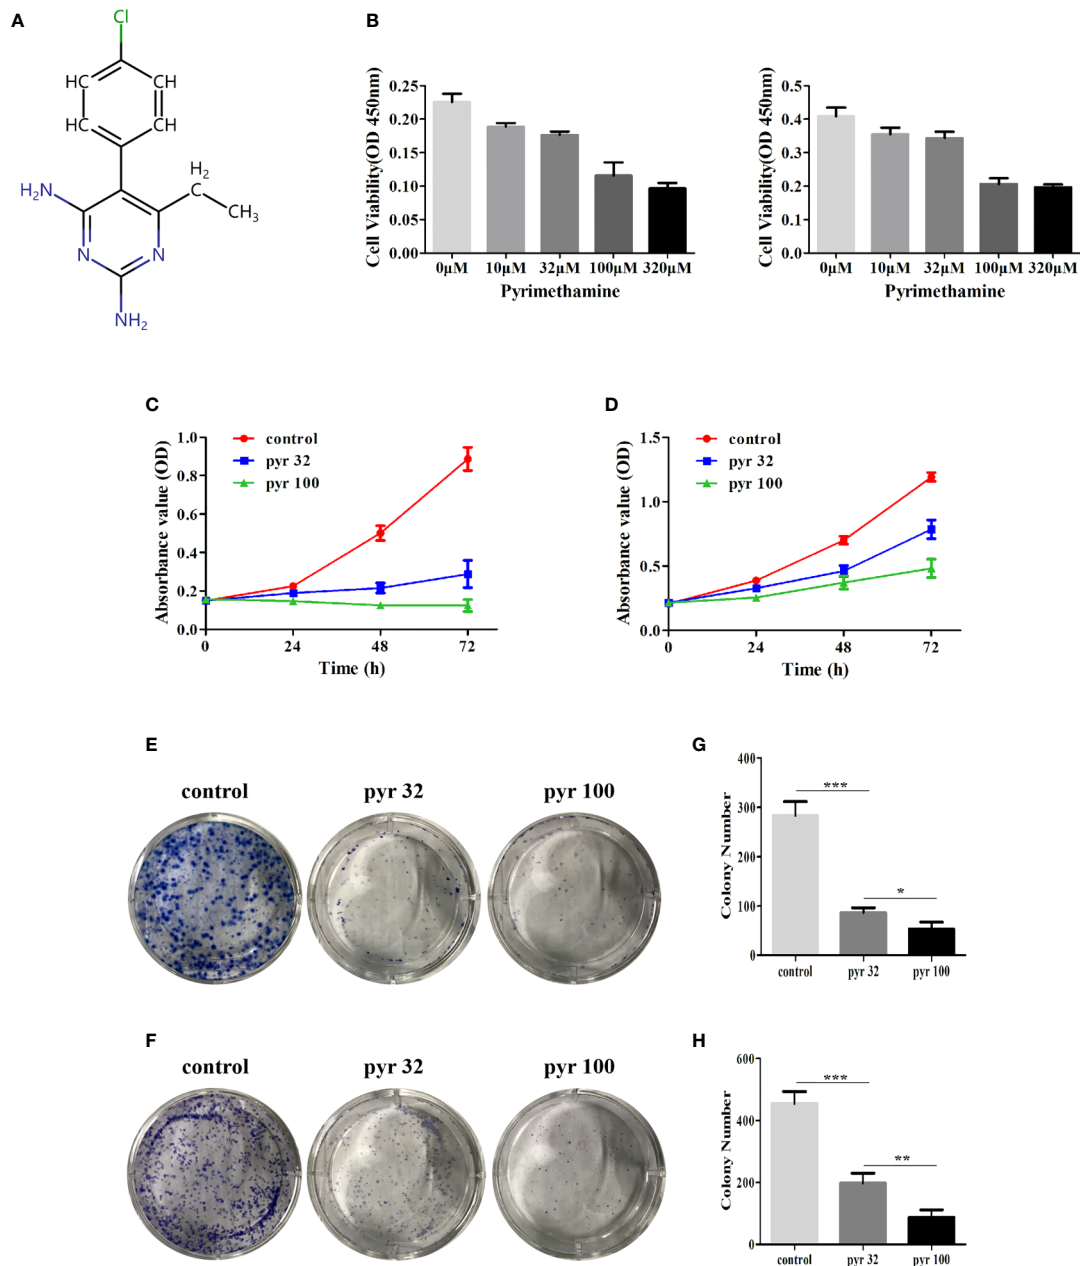 A
Cl
HC
CH
HC
CH
H₂N
H₂
C
CH₃
N
N
NH₂
B
Cell Viability(OD 450nm)
0.25
0.20
0.15
0.10
0.05
0.00
0µM 10µM 32µM 100µM 320µM
Pyrimethamine
Cell Viability(OD 450nm)
0.5
0.4
0.3
0.2
0.1
0.0
0µM 10µM 32µM 100µM 320µM
Pyrimethamine
C
Absorbance value (OD)
1.0
0.8
0.6
0.4
0.2
0.0
control
pyr 32
pyr 100
0 24 48 72
Time (h)
D
Absorbance value (OD)
1.5
1.0
0.5
0.0
control
pyr 32
pyr 100
0 24 48 72
Time (h)
E
control pyr 32 pyr 100
G
Colony Number
400
300
200
100
0
***
*
control pyr 32 pyr 100
F
control pyr 32 pyr 100
H
Colony Number
600
400
200
0
***
**
control pyr 32 pyr 100